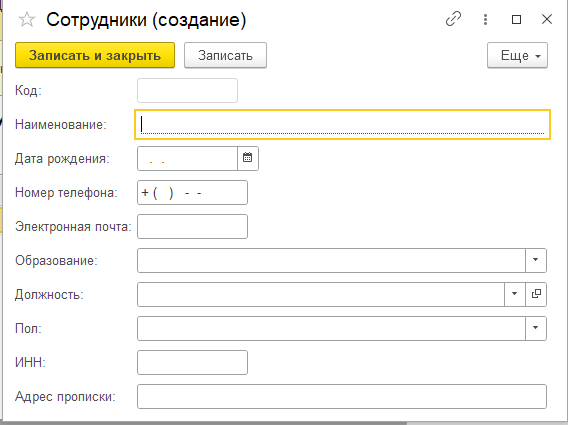 Сотрудники (создание)
Записать и закрыть Записать Еще
Код:
Наименование:
Дата рождения: . .
Номер телефона: + ( ) - -
Электронная почта:
Образование:
Должность:
Пол:
ИНН:
Адрес прописки: